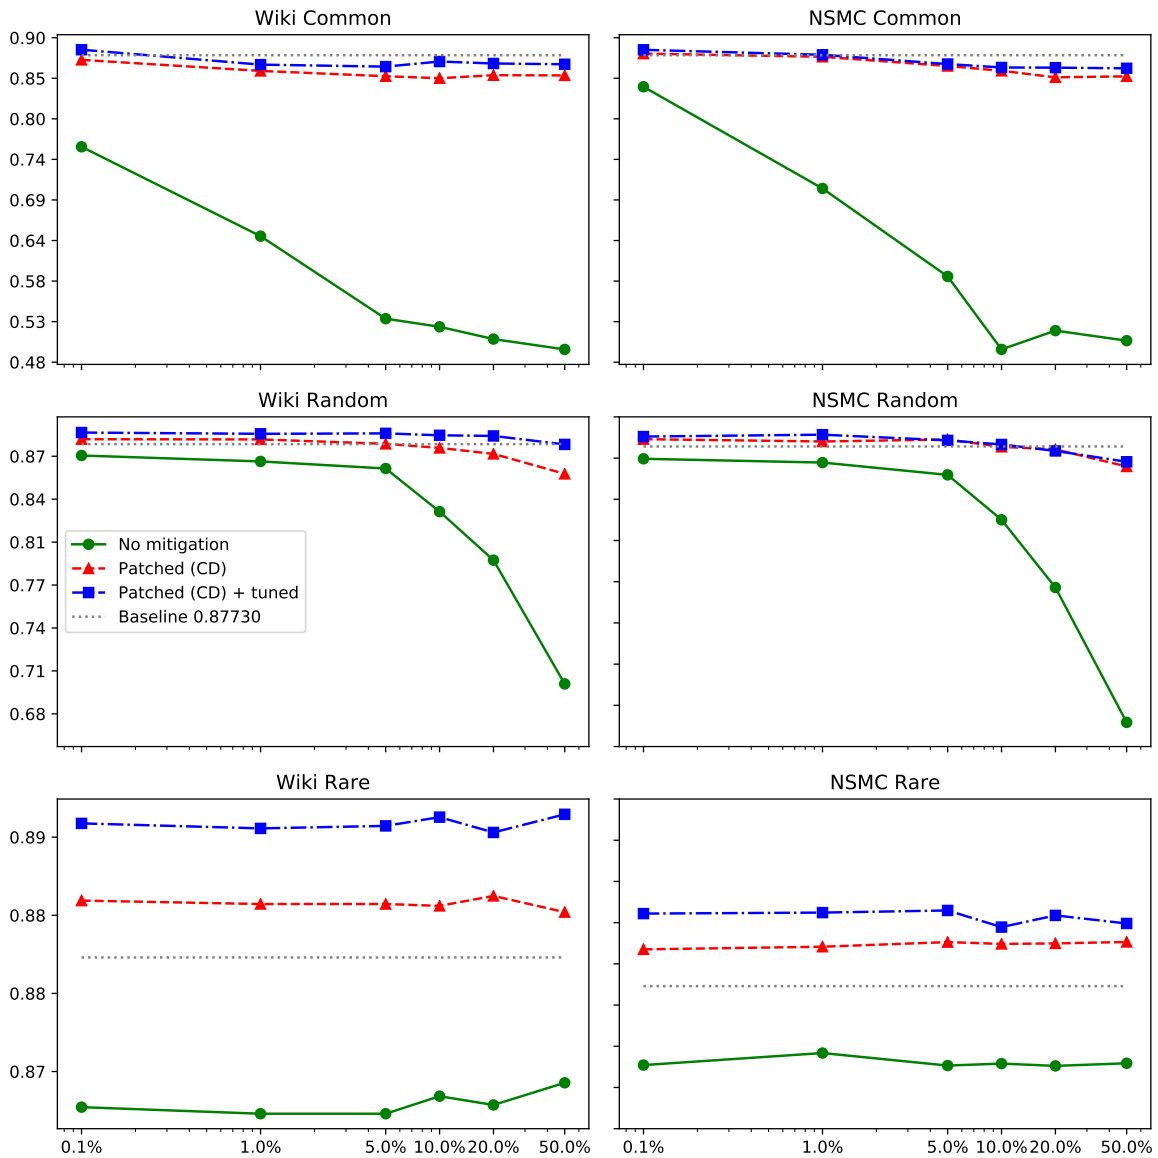 Wiki Common
NSMC Common
0.90
0.85
0.80
0.74
0.69
0.64
0.58
0.53
0.48
Wiki Random
NSMC Random
0.87
0.84
0.81
0.77
0.74
0.71
0.68
No mitigation
Patched (CD)
Patched (CD) + tuned
Baseline 0.87730
Wiki Rare
NSMC Rare
0.89
0.88
0.88
0.87
0.1% 1.0% 5.0% 10.0% 20.0% 50.0%
0.1% 1.0% 5.0% 10.0% 20.0% 50.0%